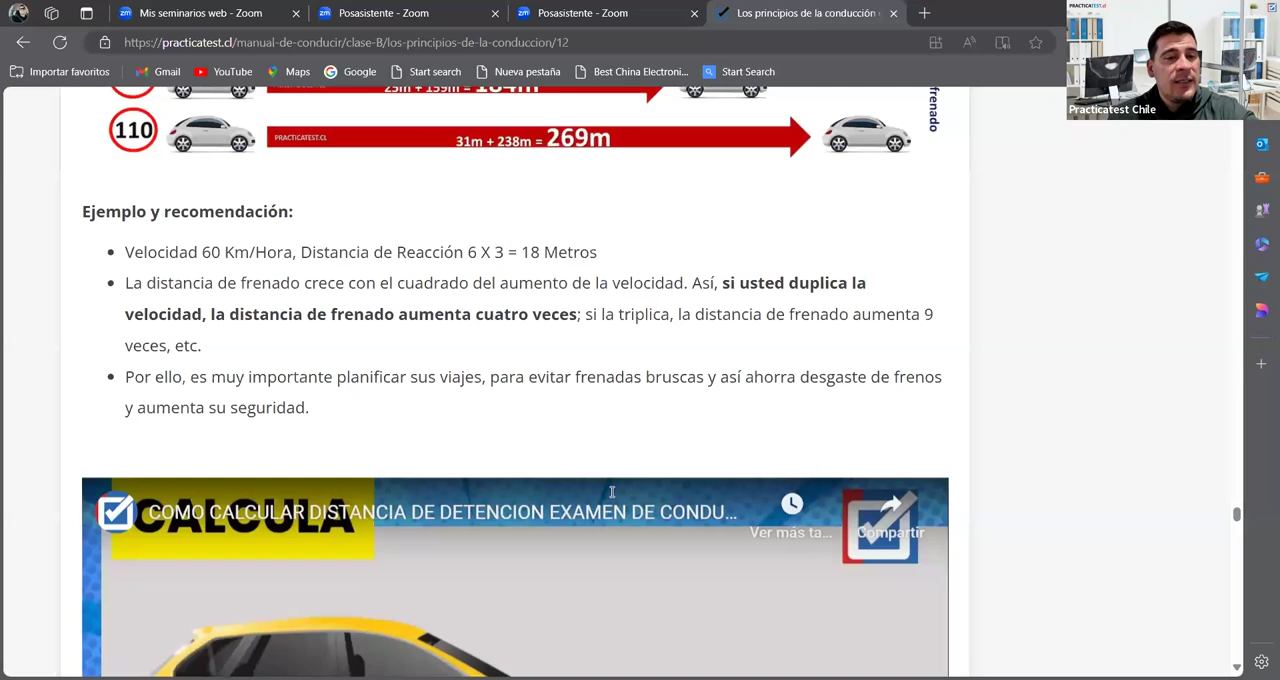 Mis seminarios web - Zoom
Posasistente - Zoom
Posasistente - Zoom
Los principios de la conducción
https://practicatest.cl/manual-de-conducir/clase-B/los-principios-de-la-conduccion/12
Importar favoritos
Gmail
YouTube
Maps
Google
Start search
Nueva pestaña
Best China Electroni...
Start Search
PRACTICATEST.cl
Practicatest Chile
25m + 159m = 184m
frenado
110
PRACTICATEST.CL
31m + 238m = 269m
Ejemplo y recomendación:
Velocidad 60 Km/Hora, Distancia de Reacción 6 X 3 = 18 Metros
La distancia de frenado crece con el cuadrado del aumento de la velocidad. Así, si usted duplica la
velocidad, la distancia de frenado aumenta cuatro veces; si la triplica, la distancia de frenado aumenta 9
veces, etc.
Por ello, es muy importante planificar sus viajes, para evitar frenadas bruscas y así ahorra desgaste de frenos
y aumenta su seguridad.
CALCULA
COMO CALCULAR DISTANCIA DE DETENCION EXAMEN DE CONDU...
Ver más ta...
Compartir